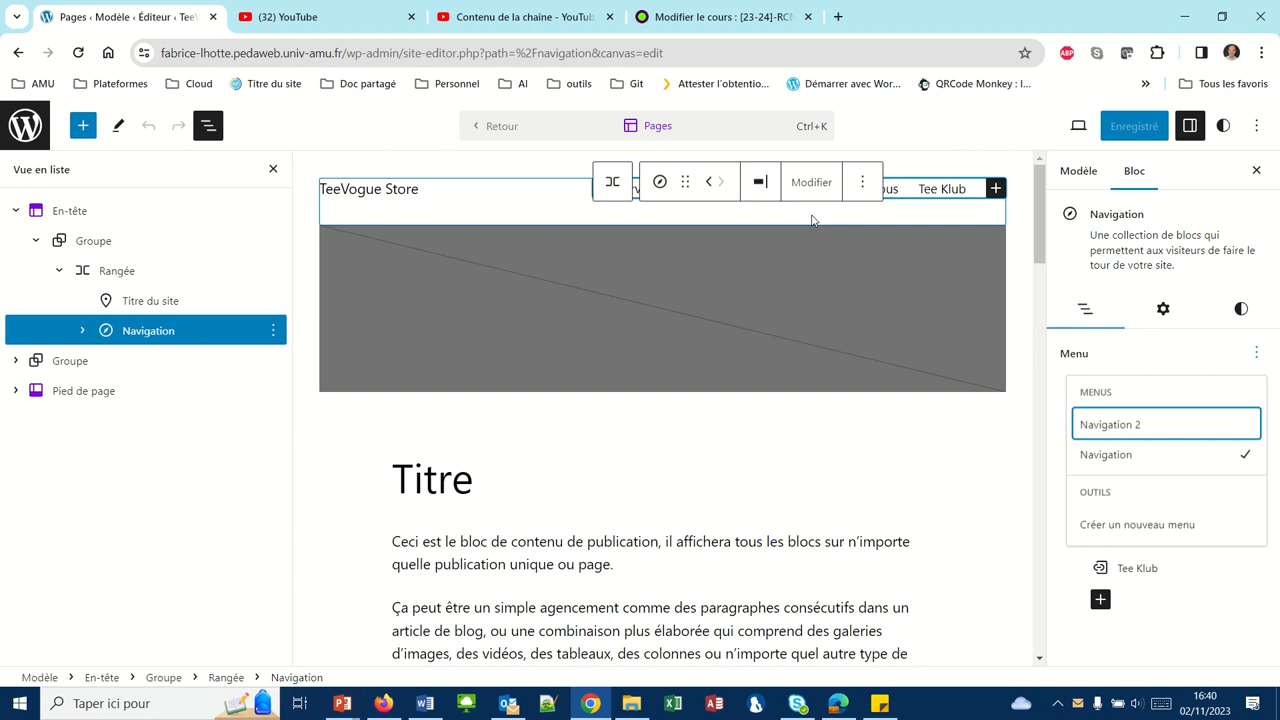 Pages ‹ Modèle ‹ Éditeur ‹ Tee
(32) YouTube
Contenu de la chaîne - YouTub
Modifier le cours : [23-24]-RCN
fabrice-lhotte.pedaweb.univ-amu.fr/wp-admin/site-editor.php?path=%2Fnavigation&canvas=edit
ABP
AMU
Plateformes
Cloud
Titre du site
Doc partagé
Personnel
AI
outils
Git
Attester l'obtentio...
Démarrer avec Wor...
QRCode Monkey : l...
»
Tous les favoris
Retour
Pages
Ctrl+K
Enregistré
Vue en liste
En-tête
Groupe
Rangée
Titre du site
Navigation
Groupe
Pied de page
TeeVogue Store
Modifier
ous
Tee Klub
Titre
Ceci est le bloc de contenu de publication, il affichera tous les blocs sur n'importe
quelle publication unique ou page.
Ça peut être un simple agencement comme des paragraphes consécutifs dans un
article de blog, ou une combinaison plus élaborée qui comprend des galeries
d'images, des vidéos, des tableaux, des colonnes ou n'importe quel autre type de
Modèle
Bloc
Navigation
Une collection de blocs qui
permettent aux visiteurs de faire le
tour de votre site.
Menu
MENUS
Navigation 2
Navigation
OUTILS
Créer un nouveau menu
Tee Klub
Modèle > En-tête > Groupe > Rangée > Navigation
Taper ici pour
16:40
02/11/2023